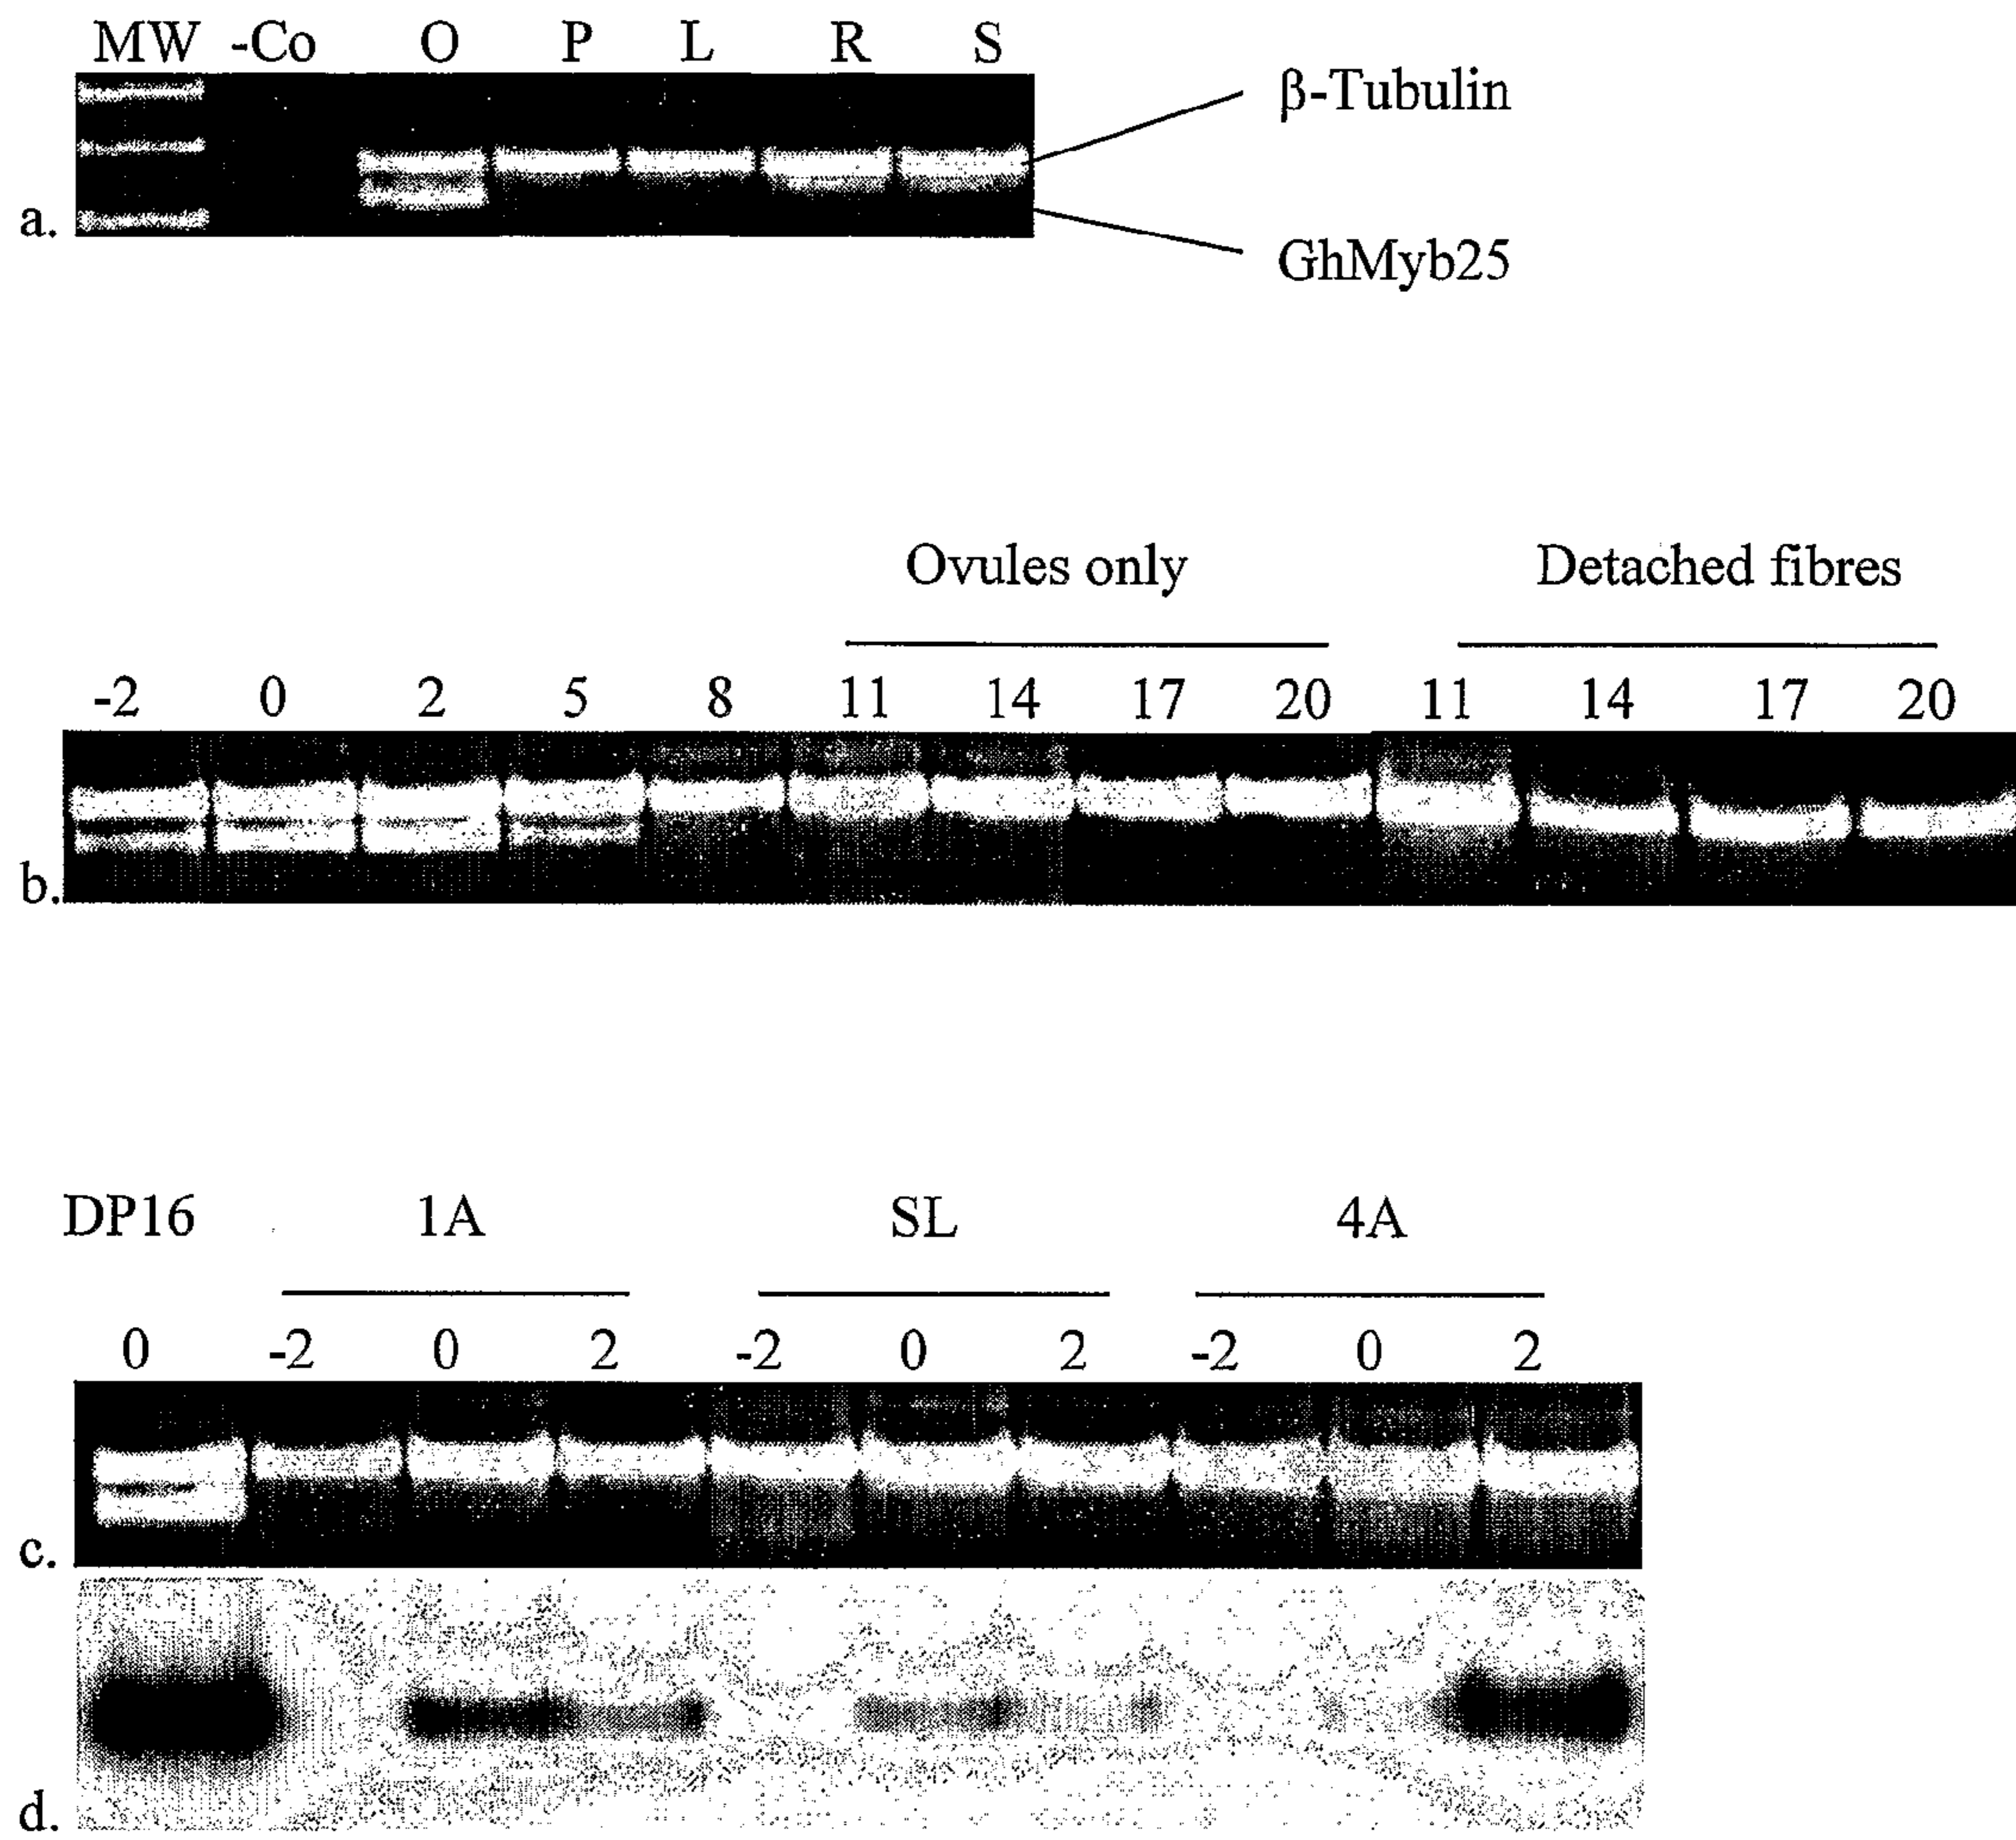 MW -Co O P L R S
β-Tubulin
a.
GhMyb25
Ovules only Detached fibres
-2 0 2 5 8 11 14 17 20 11 14 17 20
b.
DP16 1A SL 4A
0 -2 0 2 -2 0 2 -2 0 2
c.
d.